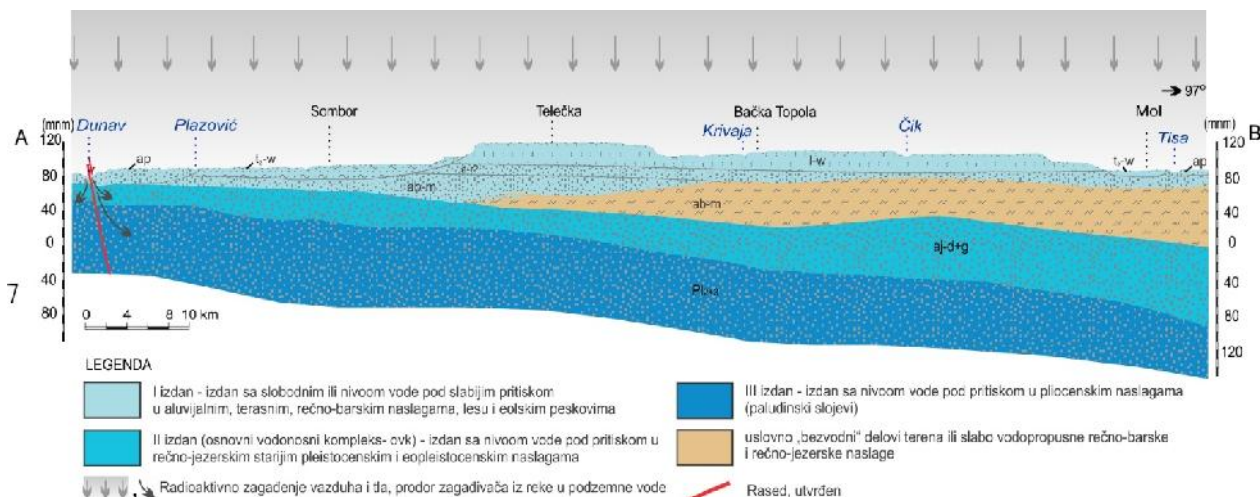 97°
Sombor
Telečka
Bačka Topola
Mol
A
(mnm)
Dunav
Plazović
Krivaja
Čik
Tisa
(mnm)
B
120
80
40
0
40
80
120
80
40
0
40
80
120
ap
t₁-w
l-w
t₁-w
ap
ab-m
ab-m
aj-d+g
7
0 4 8 10 km
LEGENDA
I izdan - izdan sa slobodnim ili nivoom vode pod slabijim pritiskom
u aluvijalnim, terasnim, rečno-barskim naslagama, lesu i eolskim peskovima
II izdan (osnovni vodonosni kompleks- ovk) - izdan sa nivoom vode pod pritiskom u
rečno-jezerskim starijim pleistocenskim i eopleistocenskim naslagama
Radioaktivno zagađenje vazduha i tla, prodor zagađivača iz reke u podzemne vode
III izdan - izdan sa nivoom vode pod pritiskom u pliocenskim naslagama
(paludinski slojevi)
uslovno „bezvodni“ delovi terena ili slabo vodopropusne rečno-barske
i rečno-jezerske naslage
Rased, utvrđen